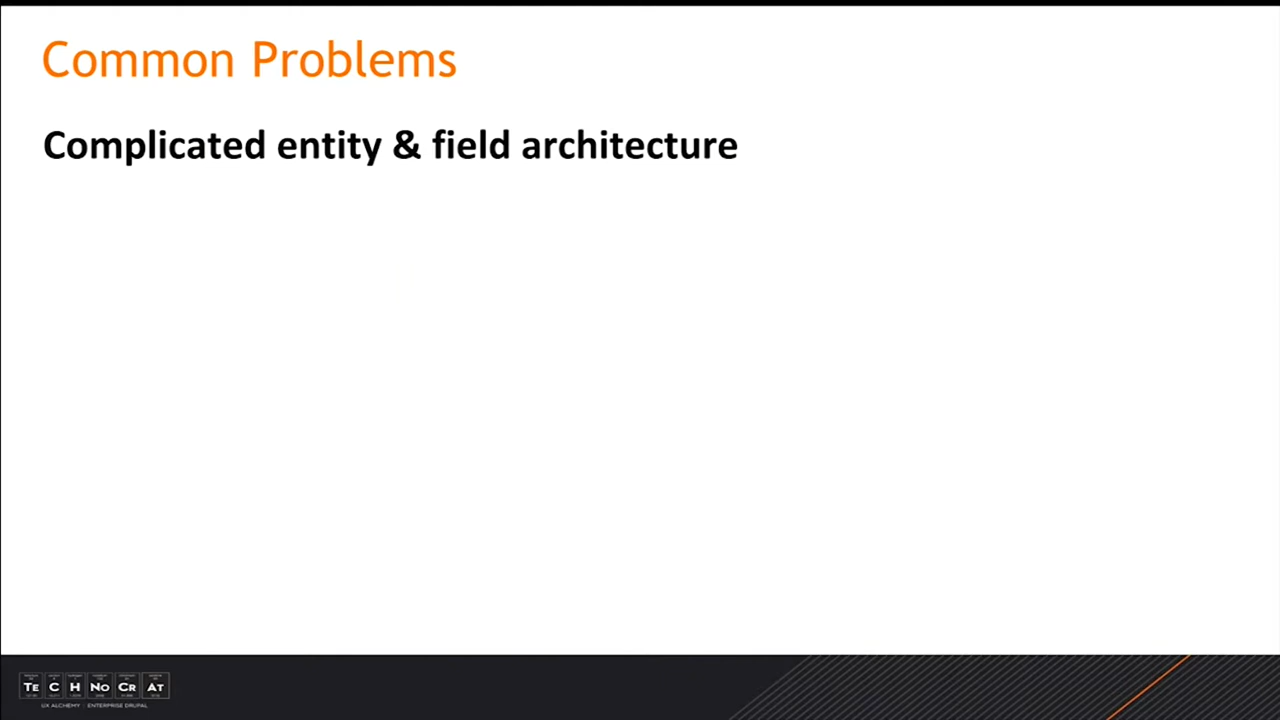 Common Problems
Complicated entity & field architecture
Te C H No Cr At
UX ALCHEMY | ENTERPRISE DRUPAL